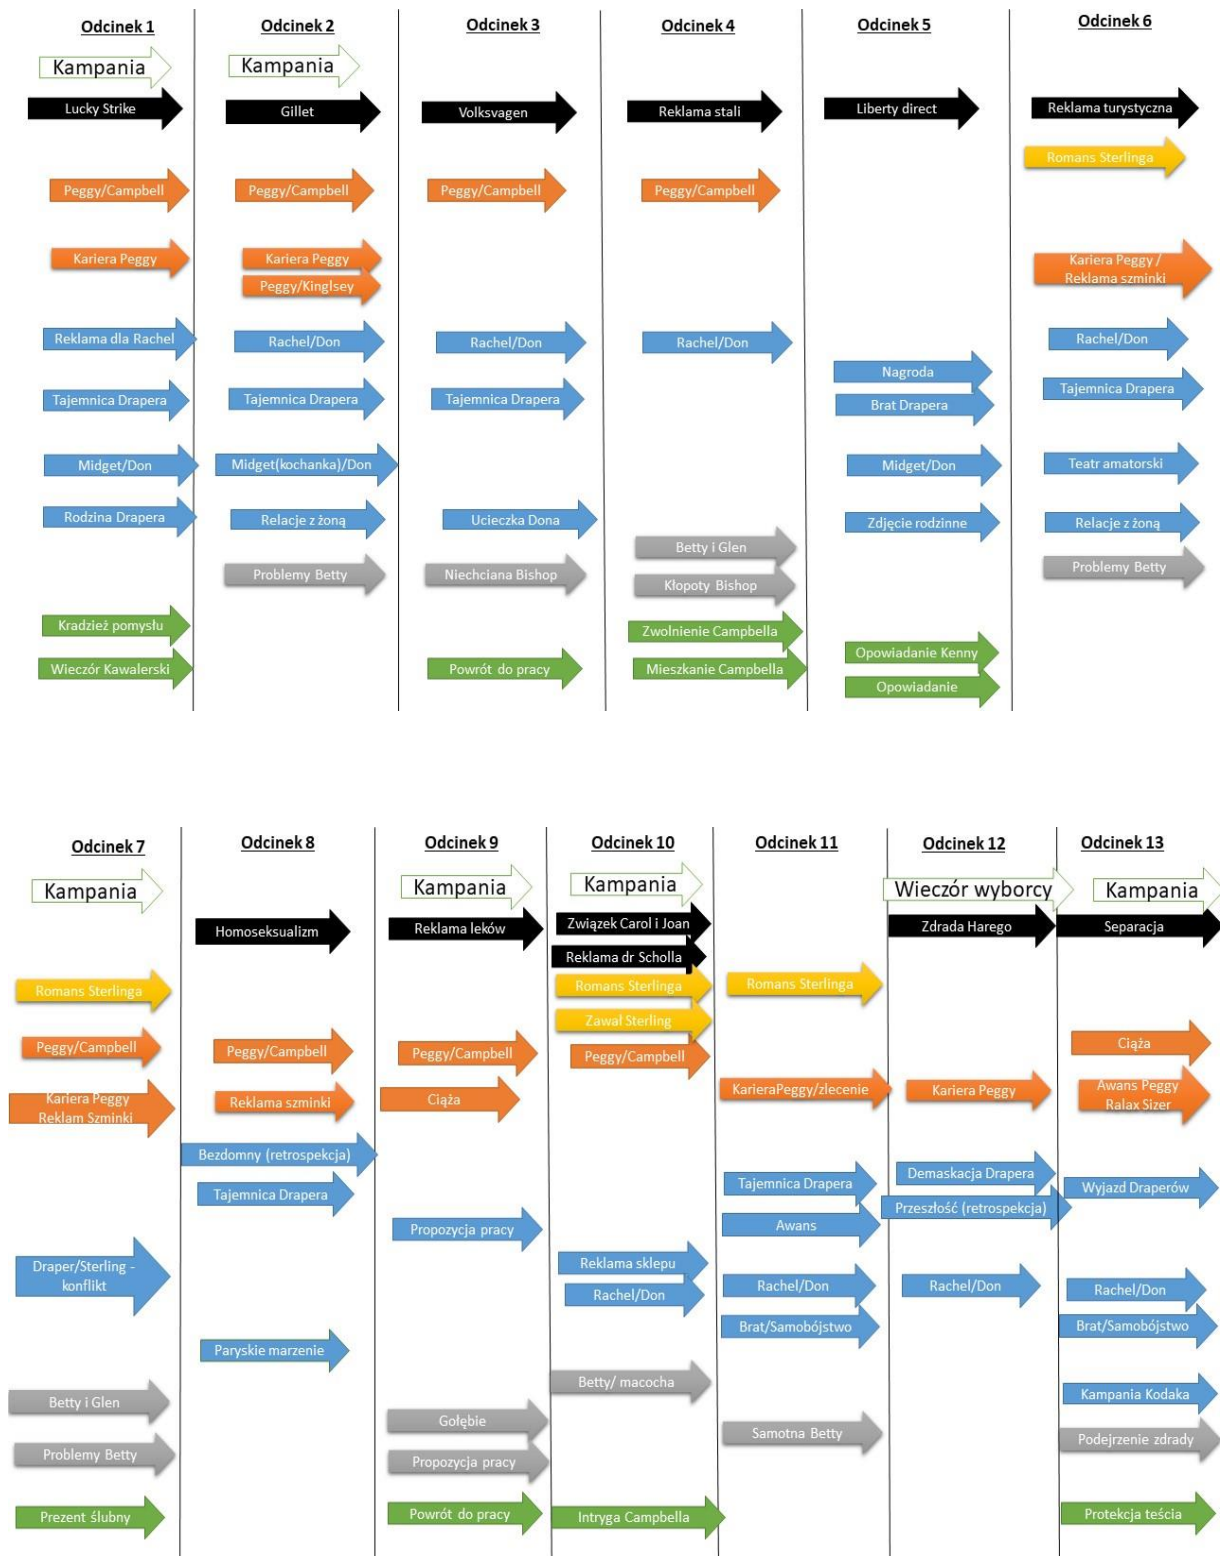 Odcinek 1
Kampania
Lucky Strike
Peggy/Campbell
Kariera Peggy
Reklama dla Rachel
Tajemnica Drapera
Midget/Don
Rodzina Drapera
Kradzież pomysłu
Wieczór Kawalerski
Odcinek 2
Kampania
Gillet
Peggy/Campbell
Kariera Peggy
Peggy/Kinglsey
Rachel/Don
Tajemnica Drapera
Midget(kochanka)/Don
Relacje z żoną
Problemy Betty
Odcinek 3
Volksvagen
Peggy/Campbell
Rachel/Don
Tajemnica Drapera
Ucieczka Dona
Niechciana Bishop
Powrót do pracy
Odcinek 4
Reklama stali
Peggy/Campbell
Rachel/Don
Betty i Glen
Kłopoty Bishop
Zwolnienie Campbella
Mieszkanie Campbella
Odcinek 5
Liberty direct
Nagroda
Brat Drapera
Midget/Don
Zdjęcie rodzinne
Opowiadanie Kenny
Opowiadanie
Odcinek 6
Reklama turystyczna
Romans Sterlinga
Kariera Peggy /
Reklama szminki
Rachel/Don
Tajemnica Drapera
Teatr amatorski
Relacje z żoną
Problemy Betty
Odcinek 7
Kampania
Romans Sterlinga
Peggy/Campbell
Kariera Peggy
Reklam Szminki
Draper/Sterling -
konflikt
Betty i Glen
Problemy Betty
Prezent ślubny
Odcinek 8
Homoseksualizm
Peggy/Campbell
Reklama szminki
Bezdomny (retrospekcja)
Tajemnica Drapera
Paryskie marzenie
Odcinek 9
Kampania
Reklama leków
Peggy/Campbell
Ciąża
Propozycja pracy
Gołębie
Propozycja pracy
Powrót do pracy
Odcinek 10
Kampania
Związek Carol i Joan
Reklama dr Scholla
Romans Sterlinga
Zawał Sterling
Peggy/Campbell
Reklama sklepu
Rachel/Don
Betty/ macocha
Intryga Campbella
Odcinek 11
Romans Sterlinga
KarieraPeggy/zlecenie
Tajemnica Drapera
Awans
Rachel/Don
Brat/Samobójstwo
Samotna Betty
Odcinek 12
Wieczór wyborcy
Zdrada Harego
Kariera Peggy
Demaskacja Drapera
Przeszłość (retrospekcja)
Rachel/Don
Odcinek 13
Kampania
Separacja
Ciąża
Awans Peggy
Ralax Sizer
Wyjazd Draperów
Rachel/Don
Brat/Samobójstwo
Kampania Kodaka
Podejrzenie zdrady
Protekcja teścia